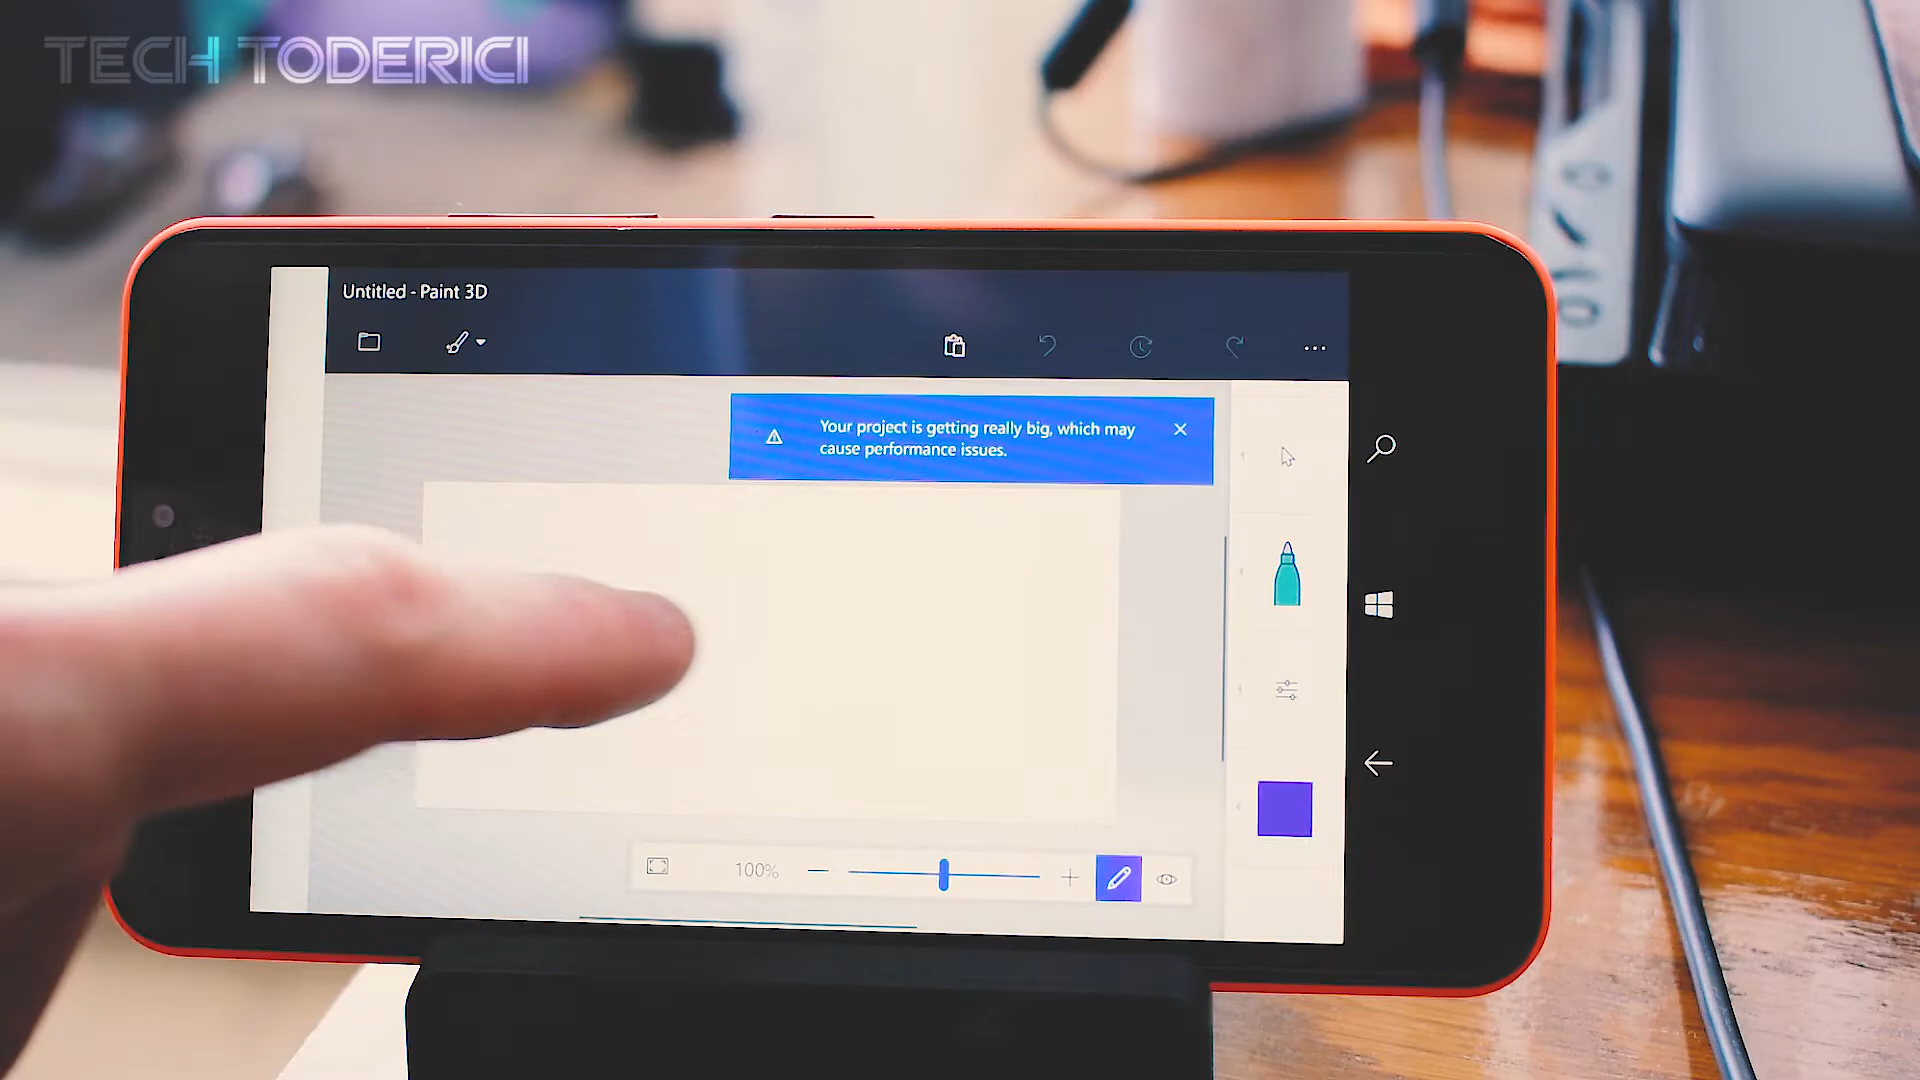 TECH TODERICI
Untitled - Paint 3D
Your project is getting really big, which may
cause performance issues.
100%